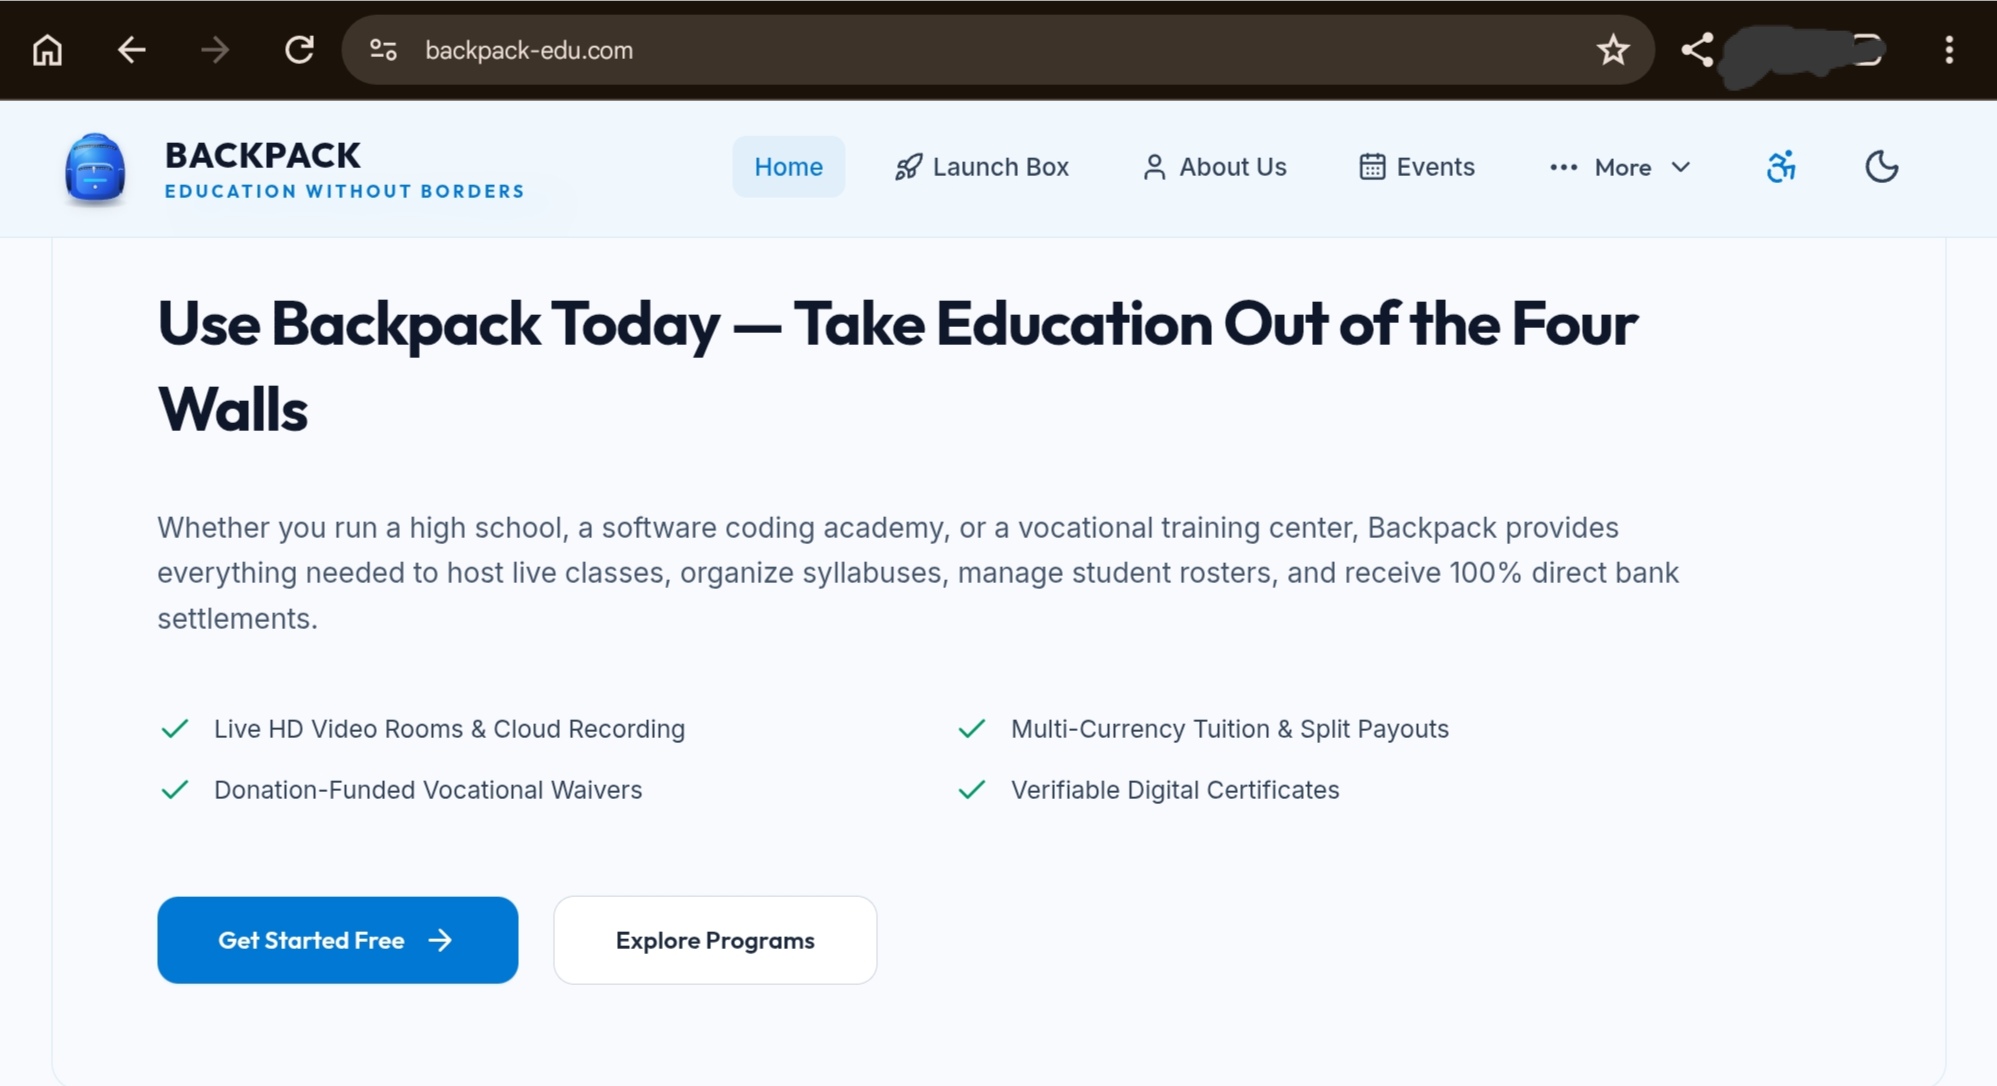 backpack-edu.com
BACKPACK
EDUCATION WITHOUT BORDERS
Home
Launch Box
About Us
Events
More
Use Backpack Today — Take Education Out of the Four
Walls
Whether you run a high school, a software coding academy, or a vocational training center, Backpack provides
everything needed to host live classes, organize syllabuses, manage student rosters, and receive 100% direct bank
settlements.
Live HD Video Rooms & Cloud Recording
Multi-Currency Tuition & Split Payouts
Donation-Funded Vocational Waivers
Verifiable Digital Certificates
Get Started Free
Explore Programs